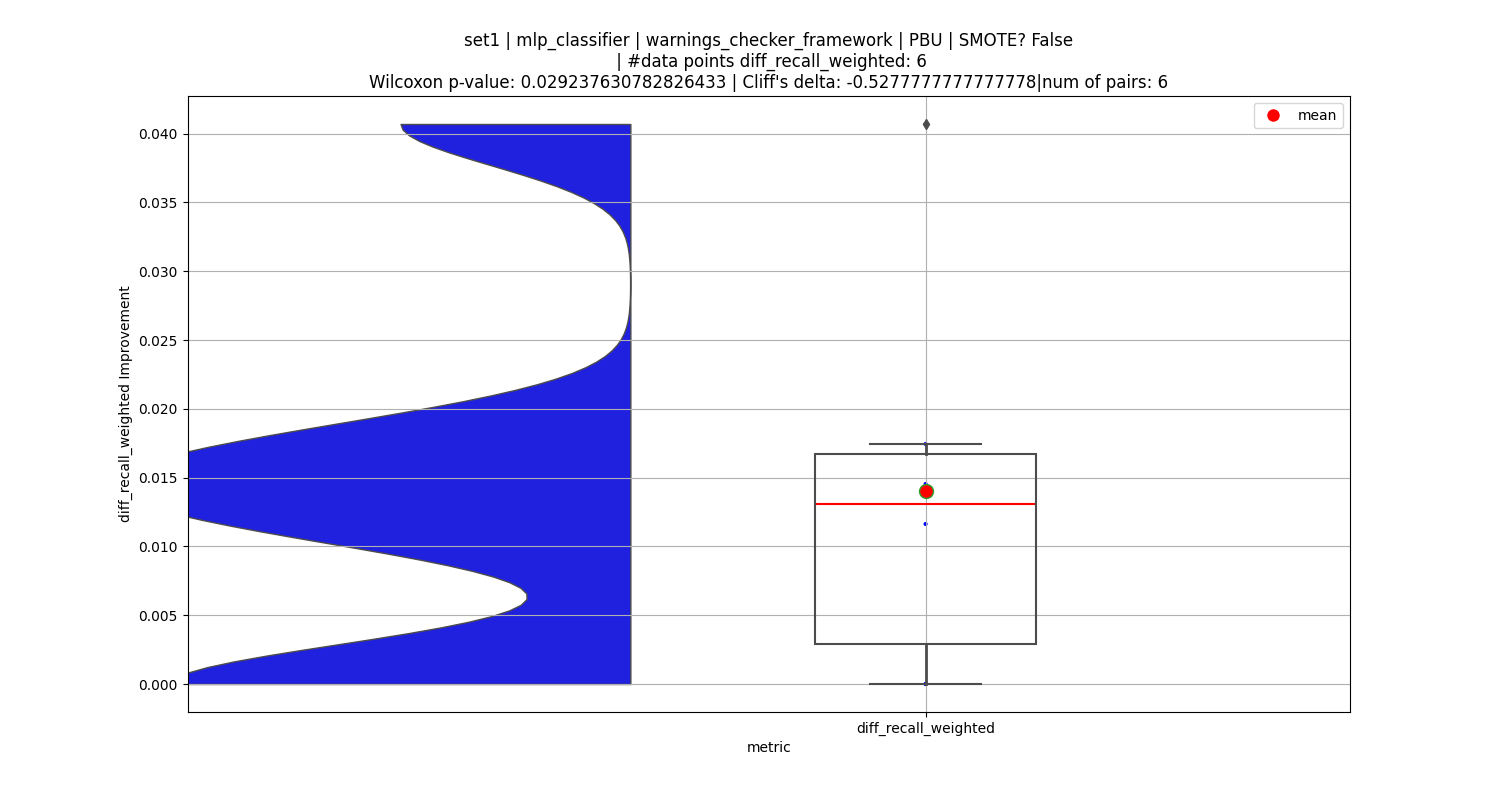 set1 | mlp_classifier | warnings_checker_framework | PBU | SMOTE? False
| #data points diff_recall_weighted: 6
Wilcoxon p-value: 0.029237630782826433 | Cliff's delta: -0.5277777777777778|num of pairs: 6
mean
0.040
0.035
0.030
0.025
0.020
0.015
0.010
0.005
0.000
diff_recall_weighted Improvement
diff_recall_weighted
metric